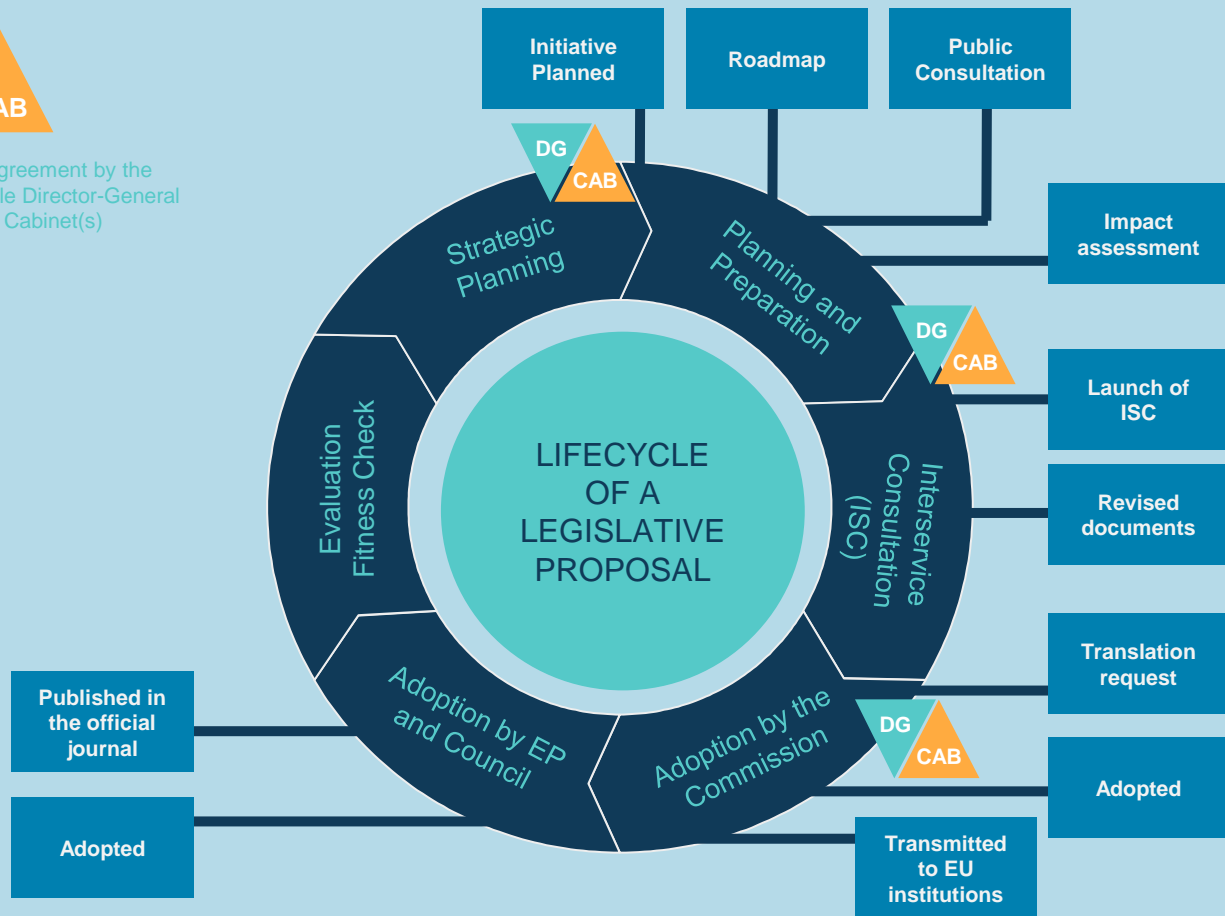 Initiative
Planned
Roadmap
Public
Consultation
DG
CAB
by the
Director-General
Cabinet(s)
Strategic
Planning
Planning and
Preparation
Impact
assessment
DG
CAB
Launch of
ISC
Interservice
Consultation
(ISC)
Revised
documents
Evaluation
Fitness Check
LIFECYCLE
OF A
LEGISLATIVE
PROPOSAL
Translation
request
Adoption by the
Commission
DG
CAB
Adopted
Transmitted
to EU
institutions
Adoption by EP
and Council
Published in
the official
journal
Adopted